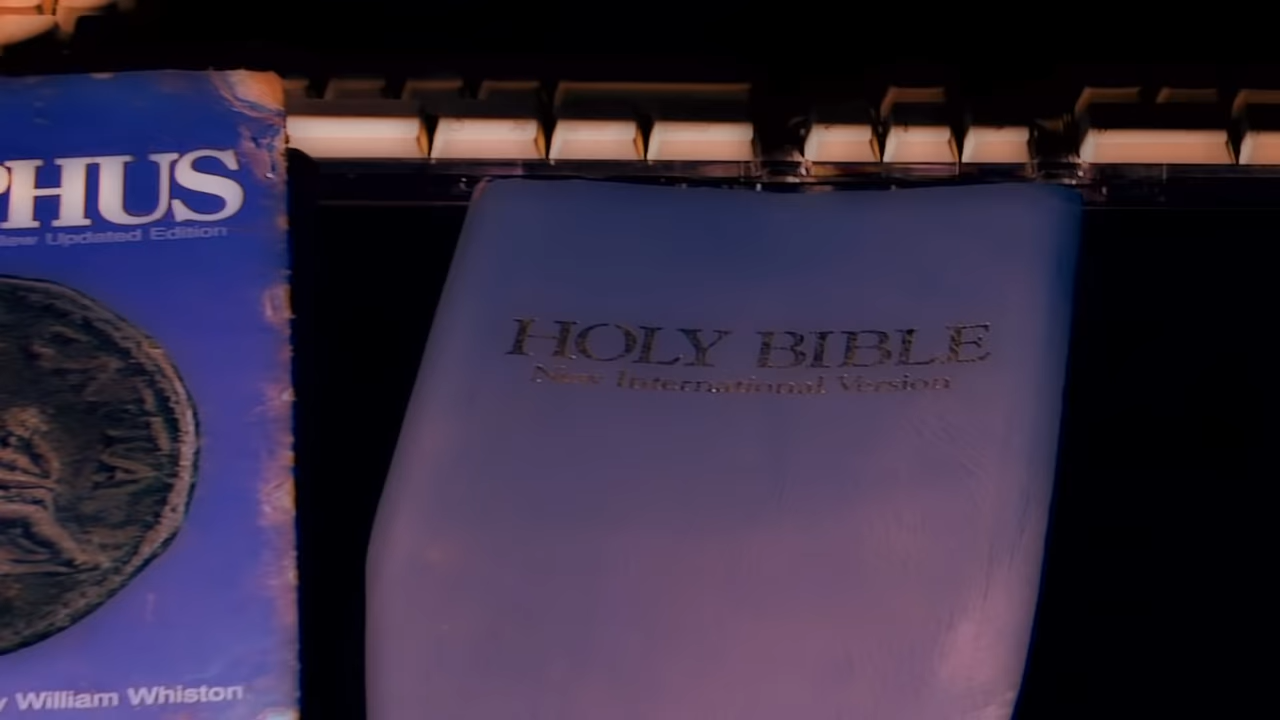 PHUS
New Updated Edition
y William Whiston
HOLY BIBLE
New International Version